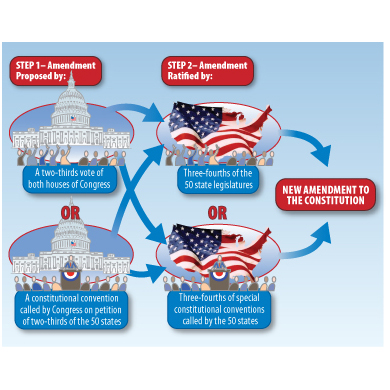 STEP 1–Amendment
Proposed by:
STEP 2–Amendment
Ratified by:
A two-thirds vote of
both houses of Congress
Three-fourths of the
50 state legislatures
NEW AMENDMENT TO
THE CONSTITUTION
OR
OR
A constitutional convention
called by Congress on petition
of two-thirds of the 50 states
Three-fourths of special
constitutional conventions
called by the 50 states